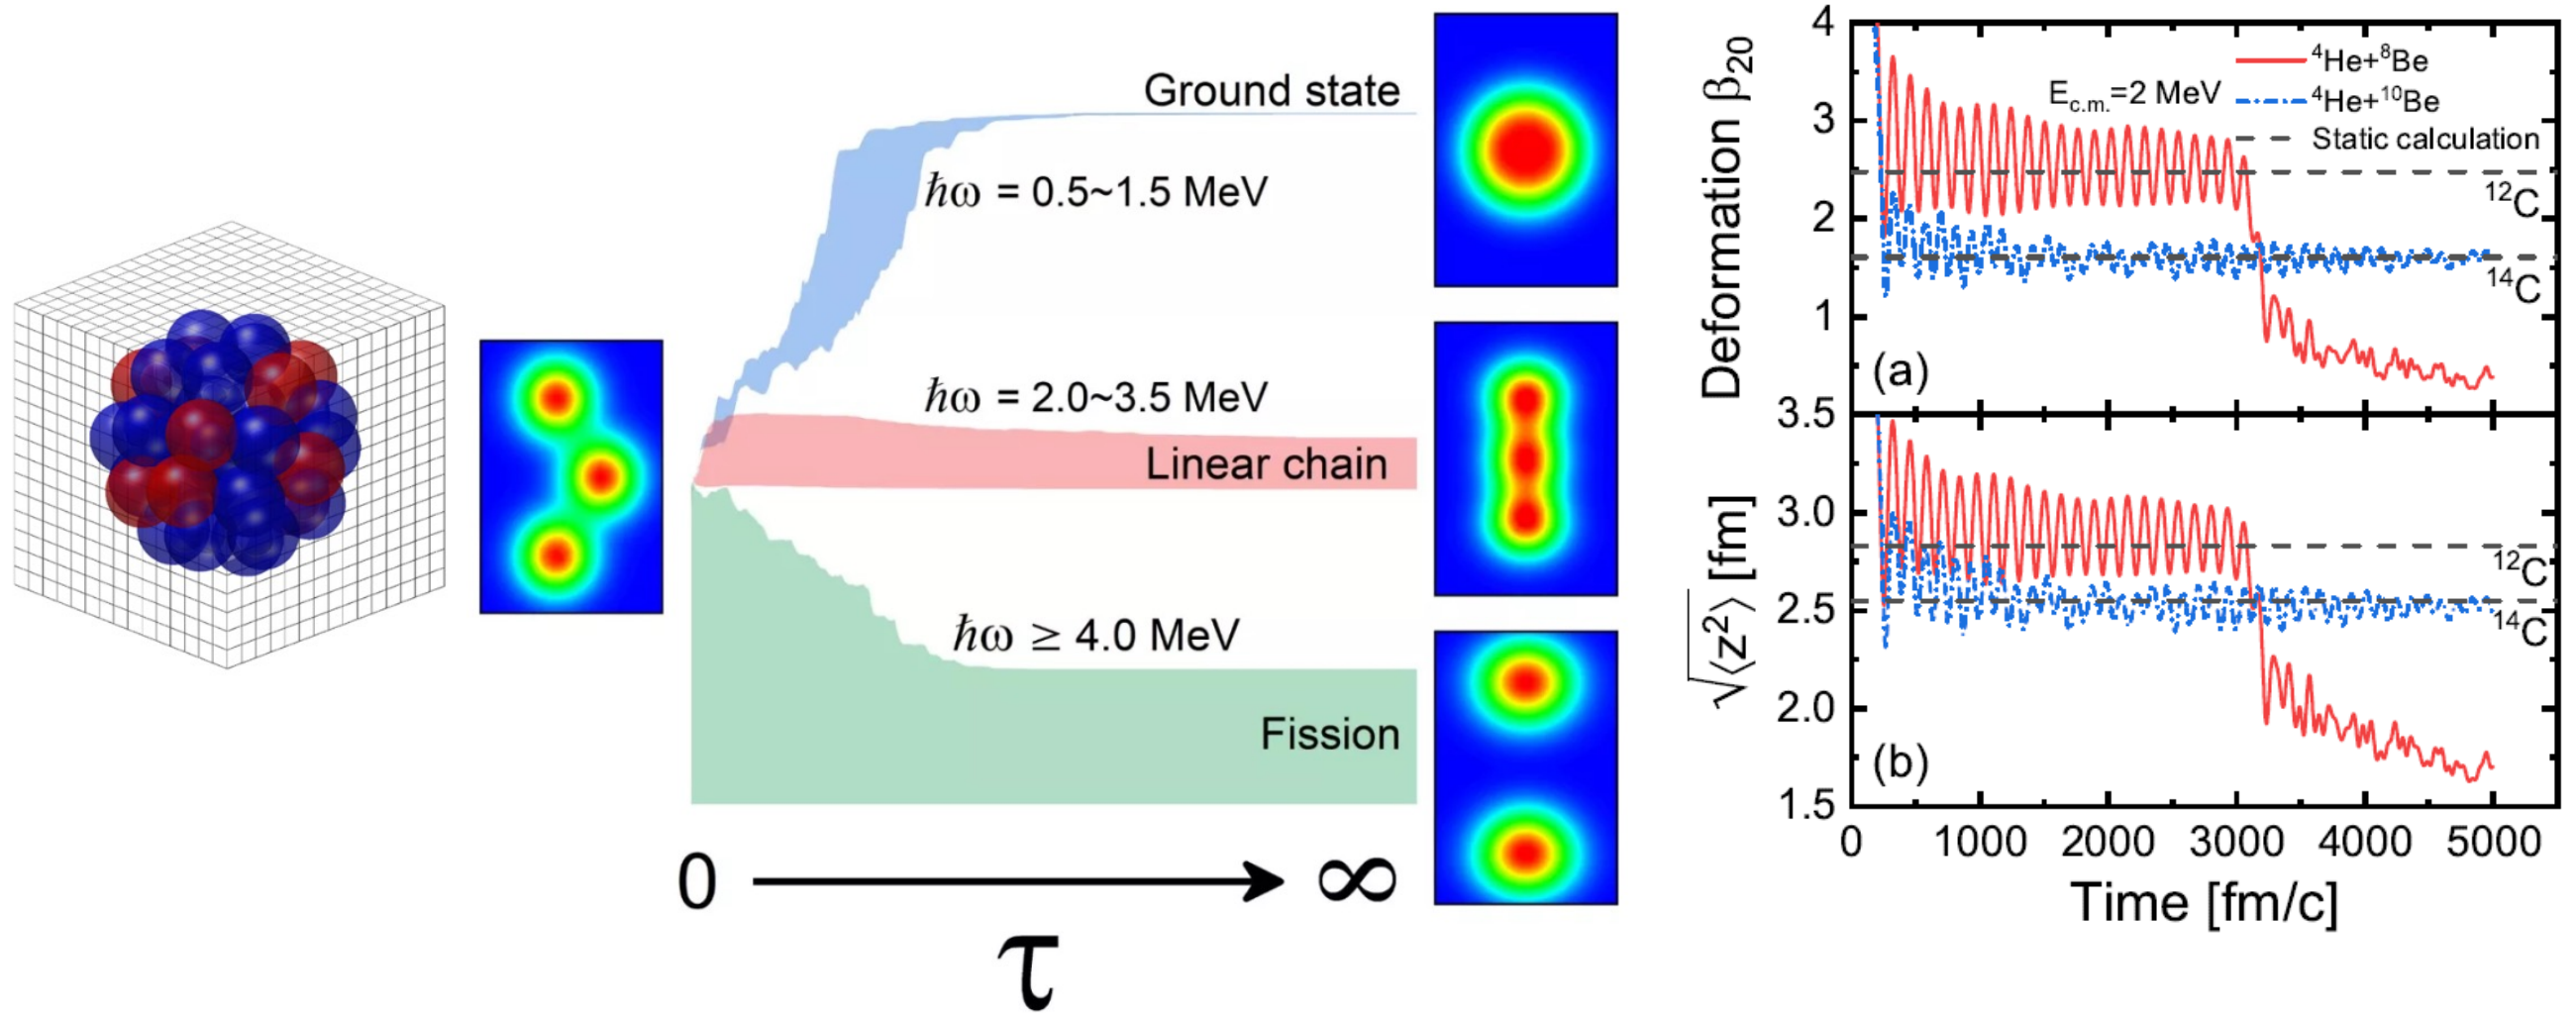 Ground state
ħω = 0.5~1.5 MeV
ħω = 2.0~3.5 MeV
Linear chain
ħω ≥ 4.0 MeV
Fission
0
∞
τ
Deformation β₂₀
4
3
2
1
⁴He+⁸Be
E_c.m.=2 MeV
⁴He+¹⁰Be
Static calculation
¹²C
¹⁴C
(a)
√⟨z²⟩ [fm]
3.5
3.0
2.5
2.0
1.5
¹²C
¹⁴C
(b)
0 1000 2000 3000 4000 5000
Time [fm/c]